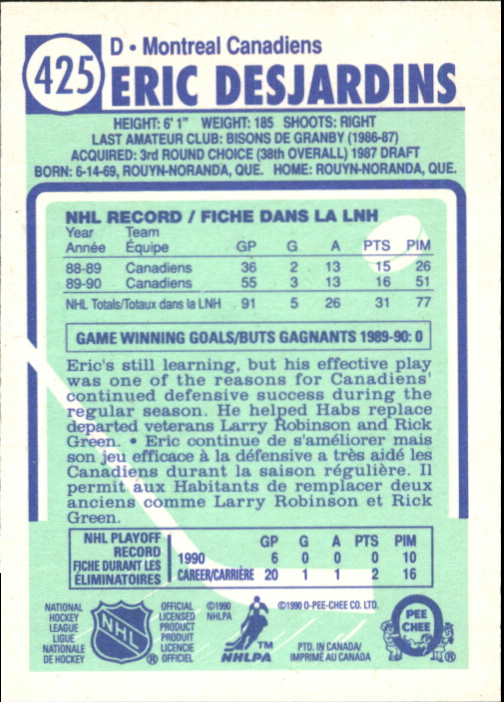 425
D • Montreal Canadiens
ERIC DESJARDINS
HEIGHT: 6' 1" WEIGHT: 185 SHOOTS: RIGHT
LAST AMATEUR CLUB: BISONS DE GRANBY (1986-87)
ACQUIRED: 3rd ROUND CHOICE (38th OVERALL) 1987 DRAFT
BORN: 6-14-69, ROUYN-NORANDA, QUE. HOME: ROUYN-NORANDA, QUE.
NHL RECORD / FICHE DANS LA LNH
Year Team
Année Équipe GP G A PTS PIM
88-89 Canadiens 36 2 13 15 26
89-90 Canadiens 55 3 13 16 51
NHL Totals/Totaux dans la LNH 91 5 26 31 77
GAME WINNING GOALS/BUTS GAGNANTS 1989-90: 0
Eric's still learning, but his effective play
was one of the reasons for Canadiens'
continued defensive success during the
regular season. He helped Habs replace
departed veterans Larry Robinson and Rick
Green. • Eric continue de s'améliorer mais
son jeu efficace à la défensive a très aidé les
Canadiens durant la saison régulière. Il
permit aux Habitants de remplacer deux
anciens comme Larry Robinson et Rick
Green.
NHL PLAYOFF
RECORD
FICHE DURANT LES
ÉLIMINATOIRES
GP G A PTS PIM
1990 6 0 0 0 10
CAREER/CARRIÈRE 20 1 1 2 16
NATIONAL
HOCKEY
LEAGUE
LIGUE
NATIONALE
DE HOCKEY
NHL
®
OFFICIAL
LICENSED
PRODUCT
PRODUIT
LICENCIE
OFFICIEL
©1990
NHLPA
TM
NHLPA
©1990 O-PEE-CHEE CO. LTD.
PTD. IN CANADA/
IMPRIMÉ AU CANADA
O
PEE
CHEE
®